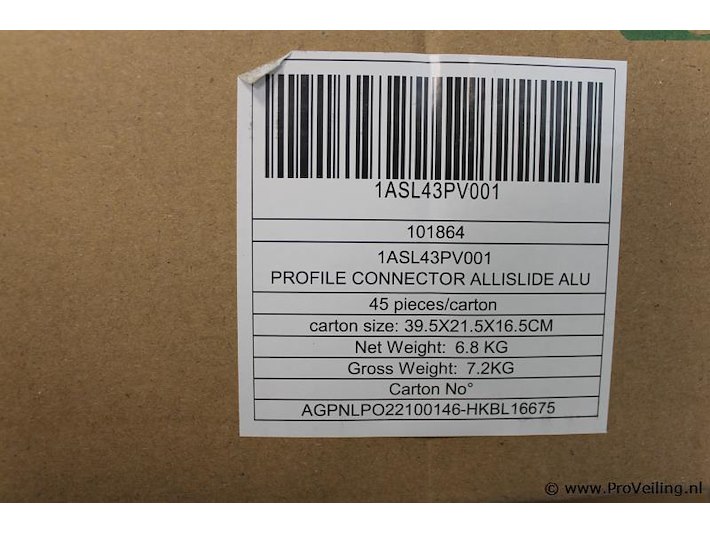 1ASL43PV001
101864
1ASL43PV001
PROFILE CONNECTOR ALLISLIDE ALU
45 pieces/carton
carton size: 39.5X21.5X16.5CM
Net Weight: 6.8 KG
Gross Weight: 7.2KG
Carton No°
AGPNLPO22100146-HKBL16675
© www.ProVeiling.nl